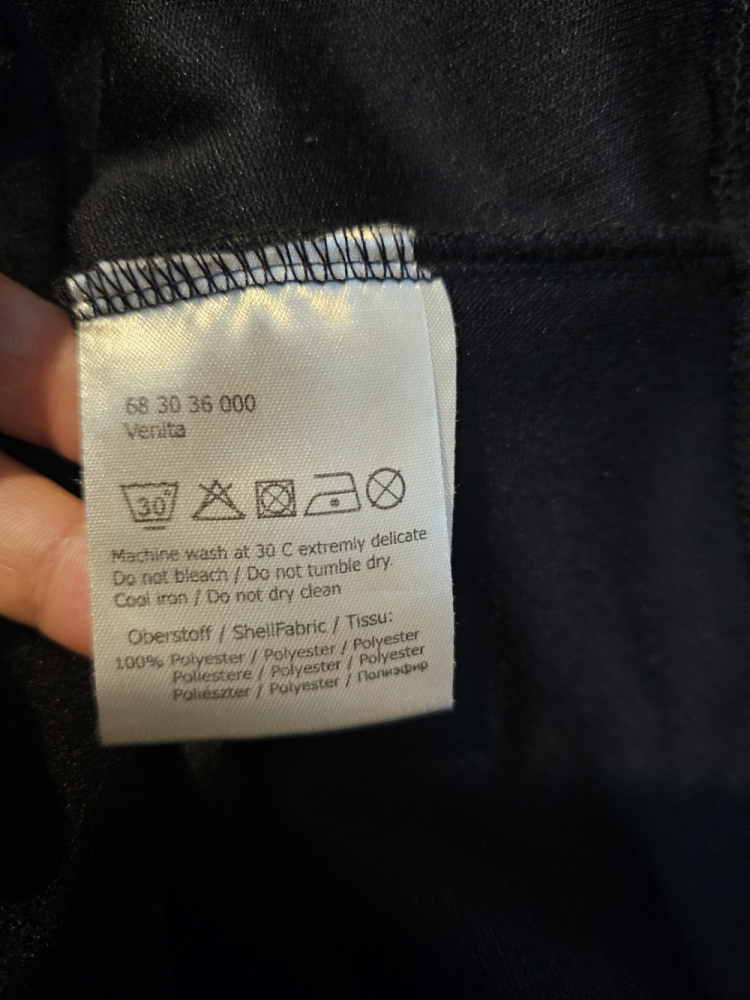 68 30 36 000
Venita
30°
Machine wash at 30 C extremly delicate
Do not bleach / Do not tumble dry.
Cool iron / Do not dry clean
Oberstoff / ShellFabric / Tissu:
100% Polyester / Polyester / Polyester
Poliestere / Polyester / Polyester
Poliészter / Polyester / Полиэфир